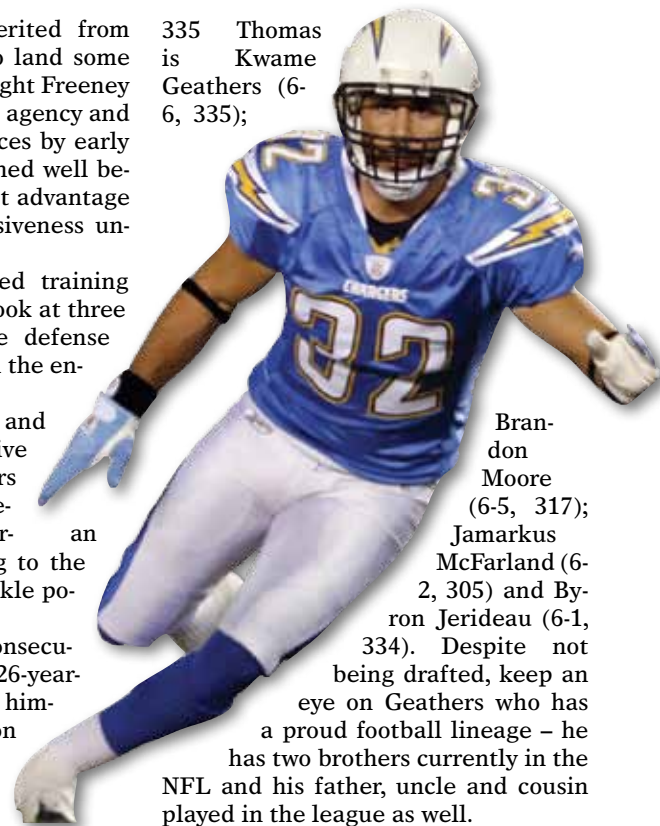 erited from
o land some
ght Freeney
agency and
ces by early
ned well be-
t advantage
siveness un-
ed training
ook at three
e defense
the en-
and
ive
rs
e-
r- an
g to the
kle po-
onsecu-
26-year-
him-
on
335 Thomas
is Kwame
Geathers (6-
6, 335);
32
3
CHARGERS
32
Bran-
don
Moore
(6-5, 317);
Jamarkus
McFarland (6-
2, 305) and By-
ron Jerideau (6-1,
334). Despite not
being drafted, keep an
eye on Geathers who has
a proud football lineage – he
has two brothers currently in the
NFL and his father, uncle and cousin
played in the league as well.